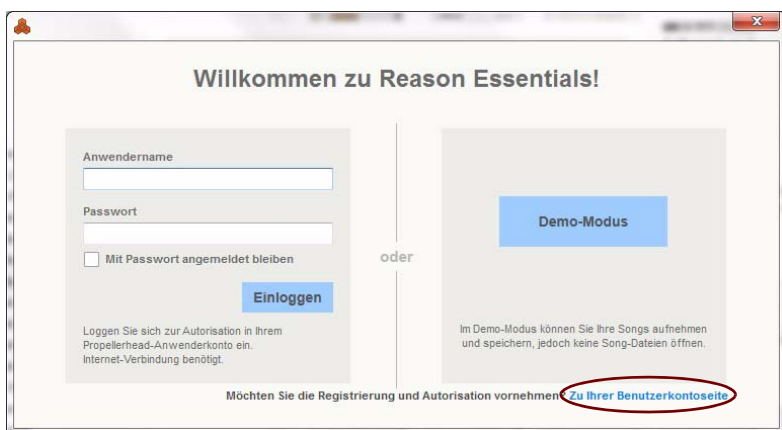 Willkommen zu Reason Essentials!
Anwendername
Passwort
Mit Passwort angemeldet bleiben
Einloggen
Loggen Sie sich zur Autorisation in Ihrem
Propellerhead-Anwenderkonto ein.
Internet-Verbindung benötigt.
oder
Demo-Modus
Im Demo-Modus können Sie Ihre Songs aufnehmen
und speichern, jedoch keine Song-Dateien öffnen.
Möchten Sie die Registrierung und Autorisation vornehmen? Zu Ihrer Benutzerkontoseite